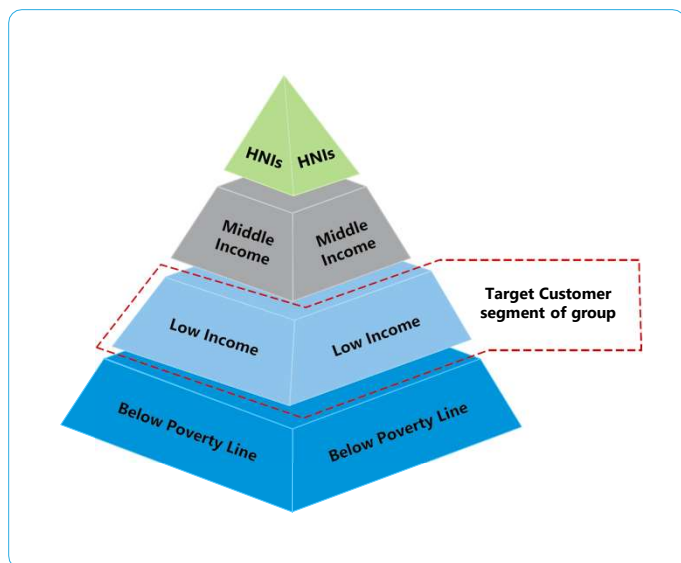 HNIs HNIs
Middle
Income
Middle
Income
Target Customer
segment of group
Low Income
Low Income
Below Poverty Line
Below Poverty Line